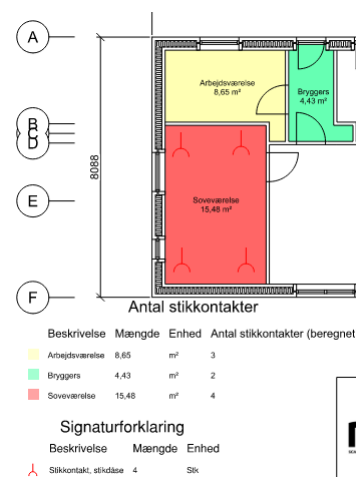 A
Arbejdsværelse
8,65 m²
Bryggers
4,43 m²
B
C
D
8088
E
Soveværelse
15,48 m²
F
Antal stikkontakter
Beskrivelse Mængde Enhed Antal stikkontakter (beregnet
Arbejdsværelse 8,65 m² 3
Bryggers 4,43 m² 2
Soveværelse 15,48 m² 4
Signaturforklaring
Beskrivelse Mængde Enhed
Stikkontakt, stikdåse 4 Stk